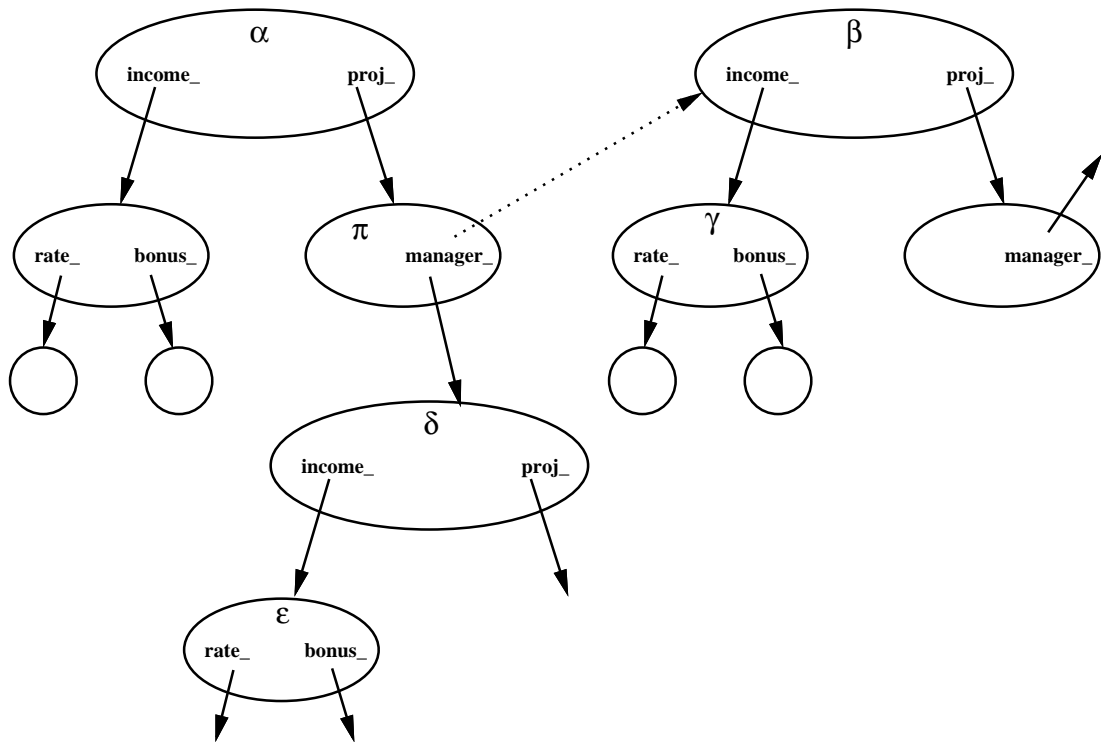 α
β
income_ proj_
income_ proj_
π
γ
rate_ bonus_
manager_
rate_ bonus_
manager_
δ
income_ proj_
ε
rate_ bonus_